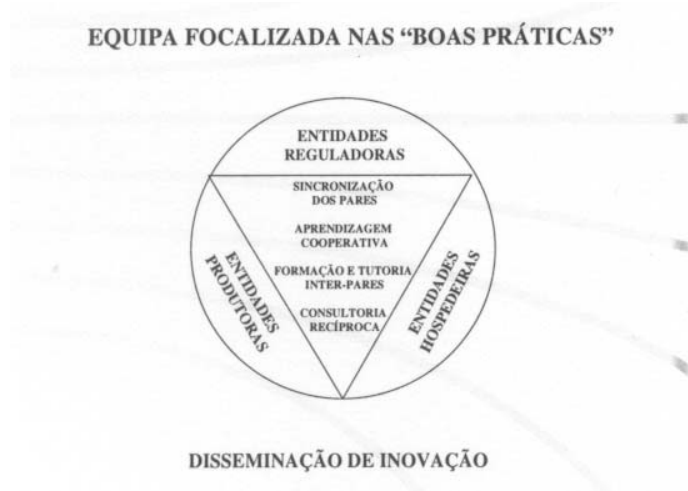 EQUIPA FOCALIZADA NAS “BOAS PRÁTICAS”
ENTIDADES
REGULADORAS
SINCRONIZAÇÃO
DOS PARES
APRENDIZAGEM
COOPERATIVA
FORMAÇÃO E TUTORIA
INTER-PARES
CONSULTORIA
RECÍPROCA
ENTIDADES
PRODUTORAS
ENTIDADES
HOSPEDEIRAS
DISSEMINAÇÃO DE INOVAÇÃO